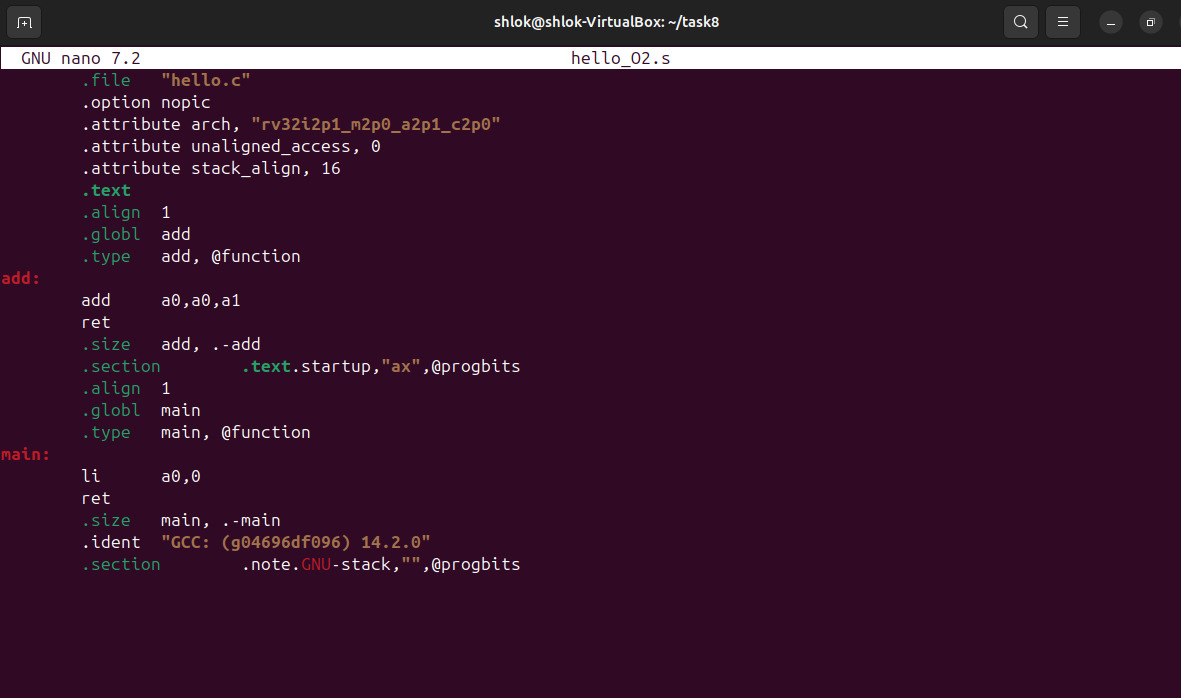 shlok@shlok-VirtualBox: ~/task8
GNU nano 7.2 hello_O2.s
.file "hello.c"
.option nopic
.attribute arch, "rv32i2p1_m2p0_a2p1_c2p0"
.attribute unaligned_access, 0
.attribute stack_align, 16
.text
.align 1
.globl add
.type add, @function
add:
add a0,a0,a1
ret
.size add, .-add
.section .text.startup,"ax",@progbits
.align 1
.globl main
.type main, @function
main:
li a0,0
ret
.size main, .-main
.ident "GCC: (g04696df096) 14.2.0"
.section .note.GNU-stack,"",@progbits